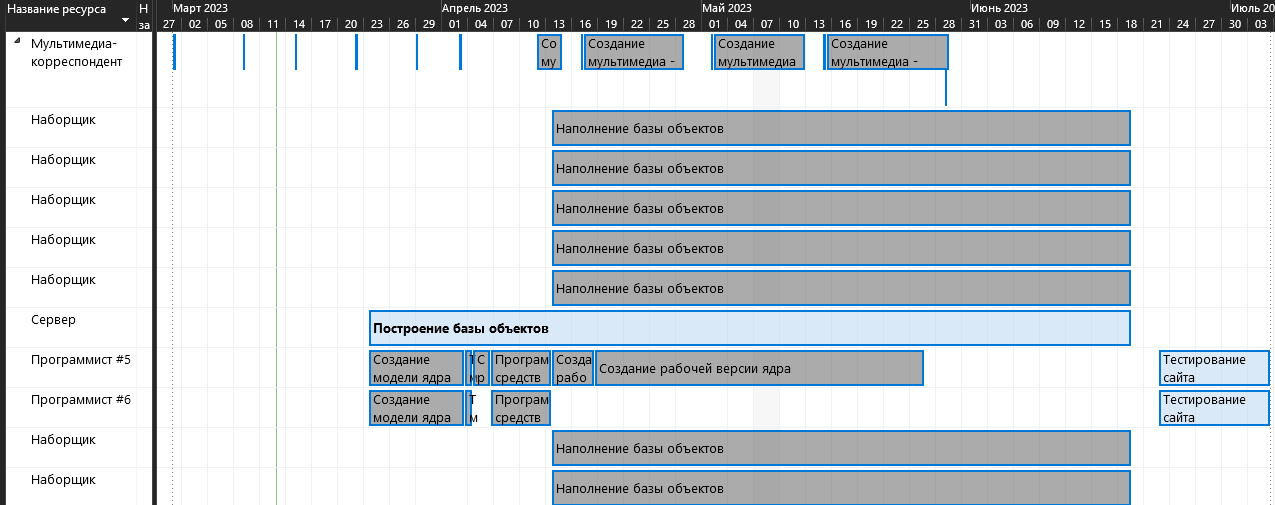 Название ресурса
Н
за
Март 2023
Апрель 2023
Май 2023
Июнь 2023
Июль 20
27 02 05 08 11 14 17 20 23 26 29 01 04 07 10 13 16 19 22 25 28 01 04 07 10 13 16 19 22 25 28 31 03 06 09 12 15 18 21 24 27 30 03
Мультимедиа-
корреспондент
Со
му
Создание
мультимедиа -
Создание
мультимедиа
Создание
мультимедиа -
Наборщик
Наполнение базы объектов
Наборщик
Наполнение базы объектов
Наборщик
Наполнение базы объектов
Наборщик
Наполнение базы объектов
Наборщик
Наполнение базы объектов
Сервер
Построение базы объектов
Программист #5
Создание
модели ядра
С
р
Програм
средств
Созда
рабо
Создание рабочей версии ядра
Тестирование
сайта
Программист #6
Создание
модели ядра
Т
м
Програм
средств
Тестирование
сайта
Наборщик
Наполнение базы объектов
Наборщик
Наполнение базы объектов